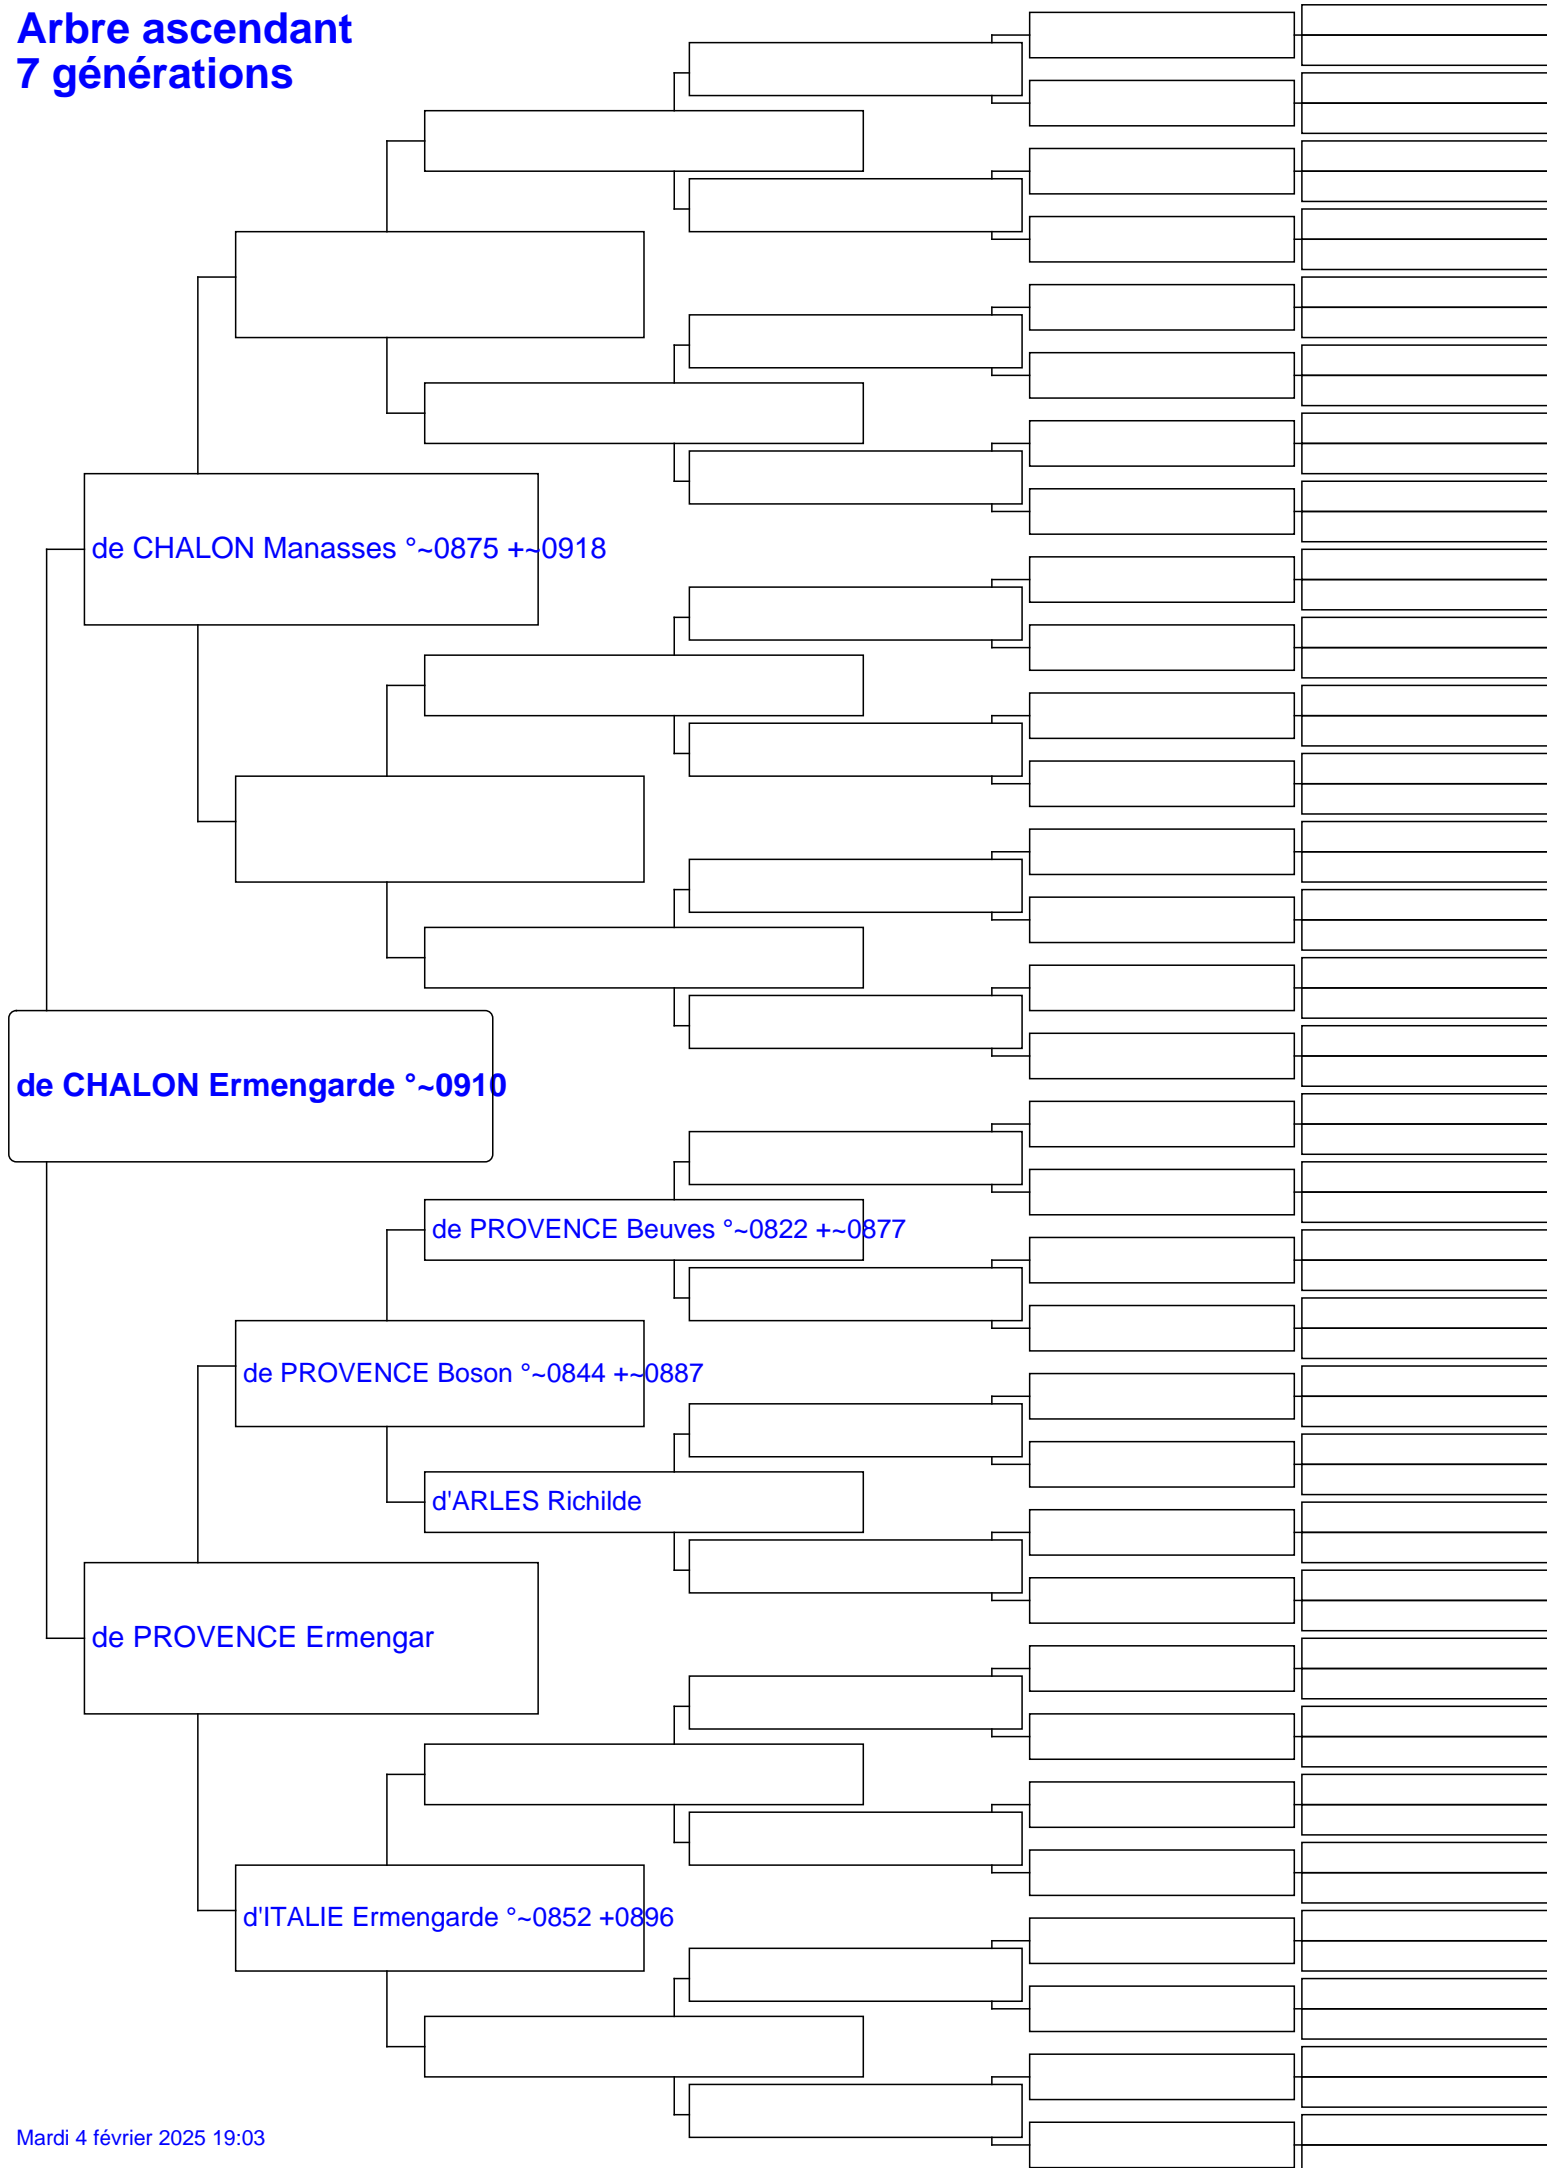 Arbre ascendant
7 générations
de CHALON Manasses °~0875 +~0918
de CHALON Ermengarde °~0910
de PROVENCE Beuves °~0822 +~0877
de PROVENCE Boson °~0844 +~0887
d'ARLES Richilde
de PROVENCE Ermengar
d'ITALIE Ermengarde °~0852 +0896
Mardi 4 février 2025 19:03